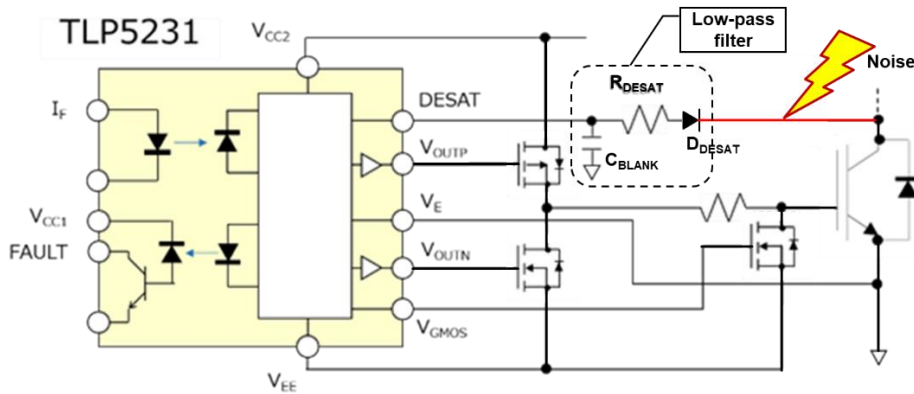 TLP5231
VCC2
Low-pass
filter
Noise
IF
DESAT
RDESAT
DDESAT
CBLANK
VOUTP
VE
VCC1
FAULT
VOUTN
VGMOS
VEE